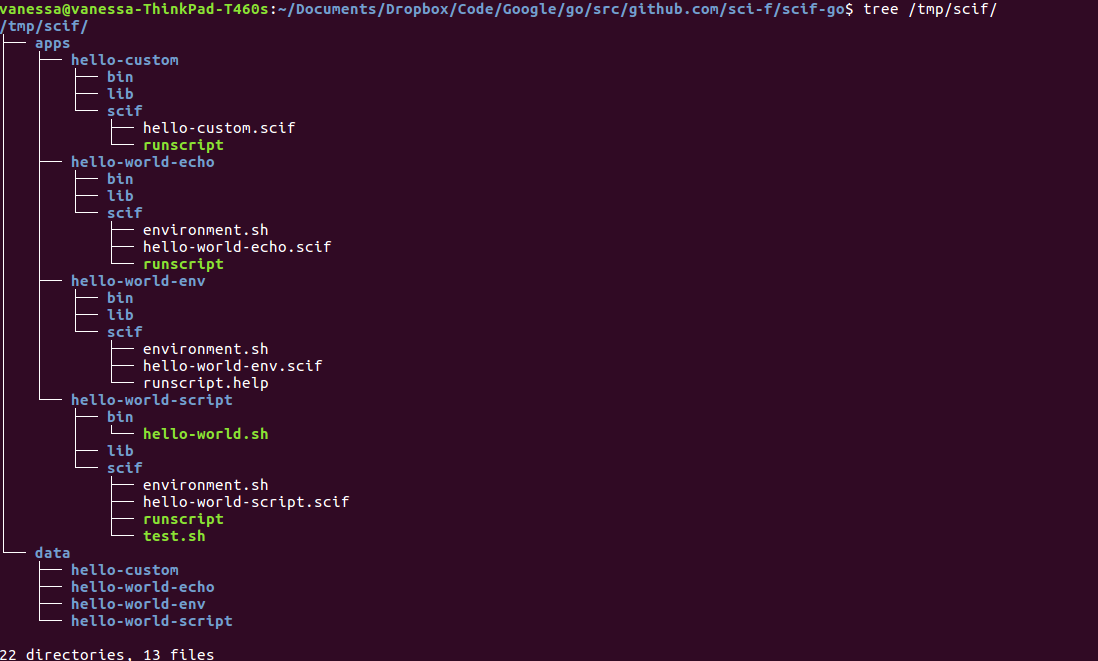 vanessa@vanessa-ThinkPad-T460s:~/Documents/Dropbox/Code/Google/go/src/github.com/sci-f/scif-go$ tree /tmp/scif/
/tmp/scif/
├── apps
│   ├── hello-custom
│   │   ├── bin
│   │   ├── lib
│   │   └── scif
│   │       ├── hello-custom.scif
│   │       └── runscript
│   ├── hello-world-echo
│   │   ├── bin
│   │   ├── lib
│   │   └── scif
│   │       ├── environment.sh
│   │       ├── hello-world-echo.scif
│   │       └── runscript
│   ├── hello-world-env
│   │   ├── bin
│   │   ├── lib
│   │   └── scif
│   │       ├── environment.sh
│   │       ├── hello-world-env.scif
│   │       └── runscript.help
│   └── hello-world-script
│       ├── bin
│       │   └── hello-world.sh
│       ├── lib
│       └── scif
│           ├── environment.sh
│           ├── hello-world-script.scif
│           ├── runscript
│           └── test.sh
└── data
    ├── hello-custom
    ├── hello-world-echo
    ├── hello-world-env
    └── hello-world-script
22 directories, 13 files